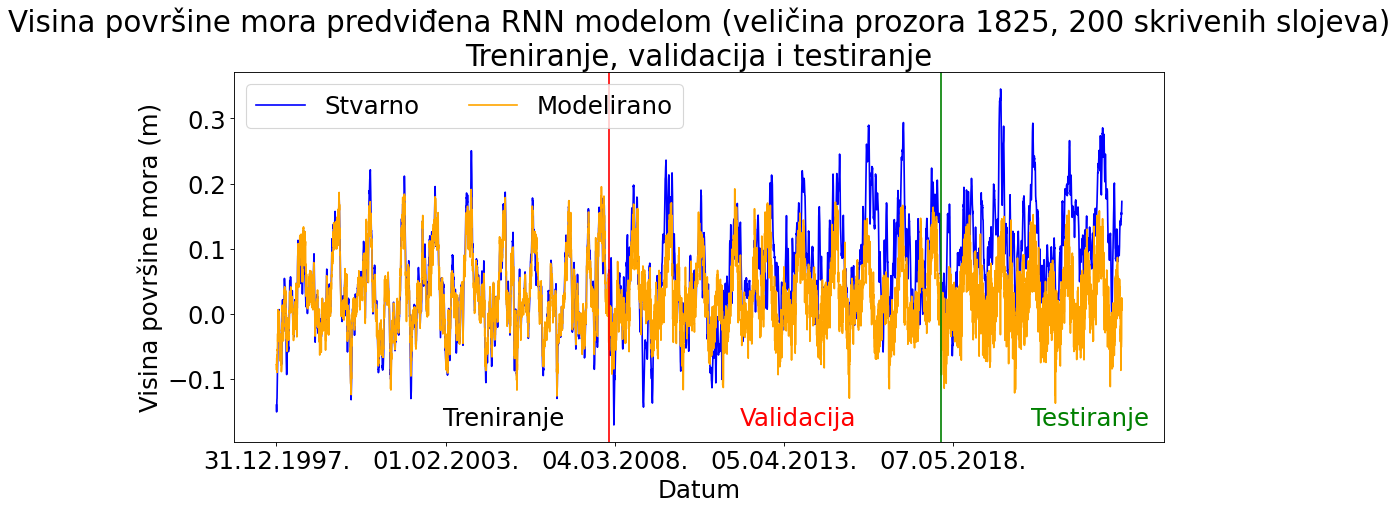 Visina površine mora predviđena RNN modelom (veličina prozora 1825, 200 skrivenih slojeva)
Treniranje, validacija i testiranje
Stvarno
Modelirano
Visina površine mora (m)
0.3
0.2
0.1
0.0
−0.1
Treniranje
Validacija
Testiranje
31.12.1997.
01.02.2003.
04.03.2008.
05.04.2013.
07.05.2018.
Datum